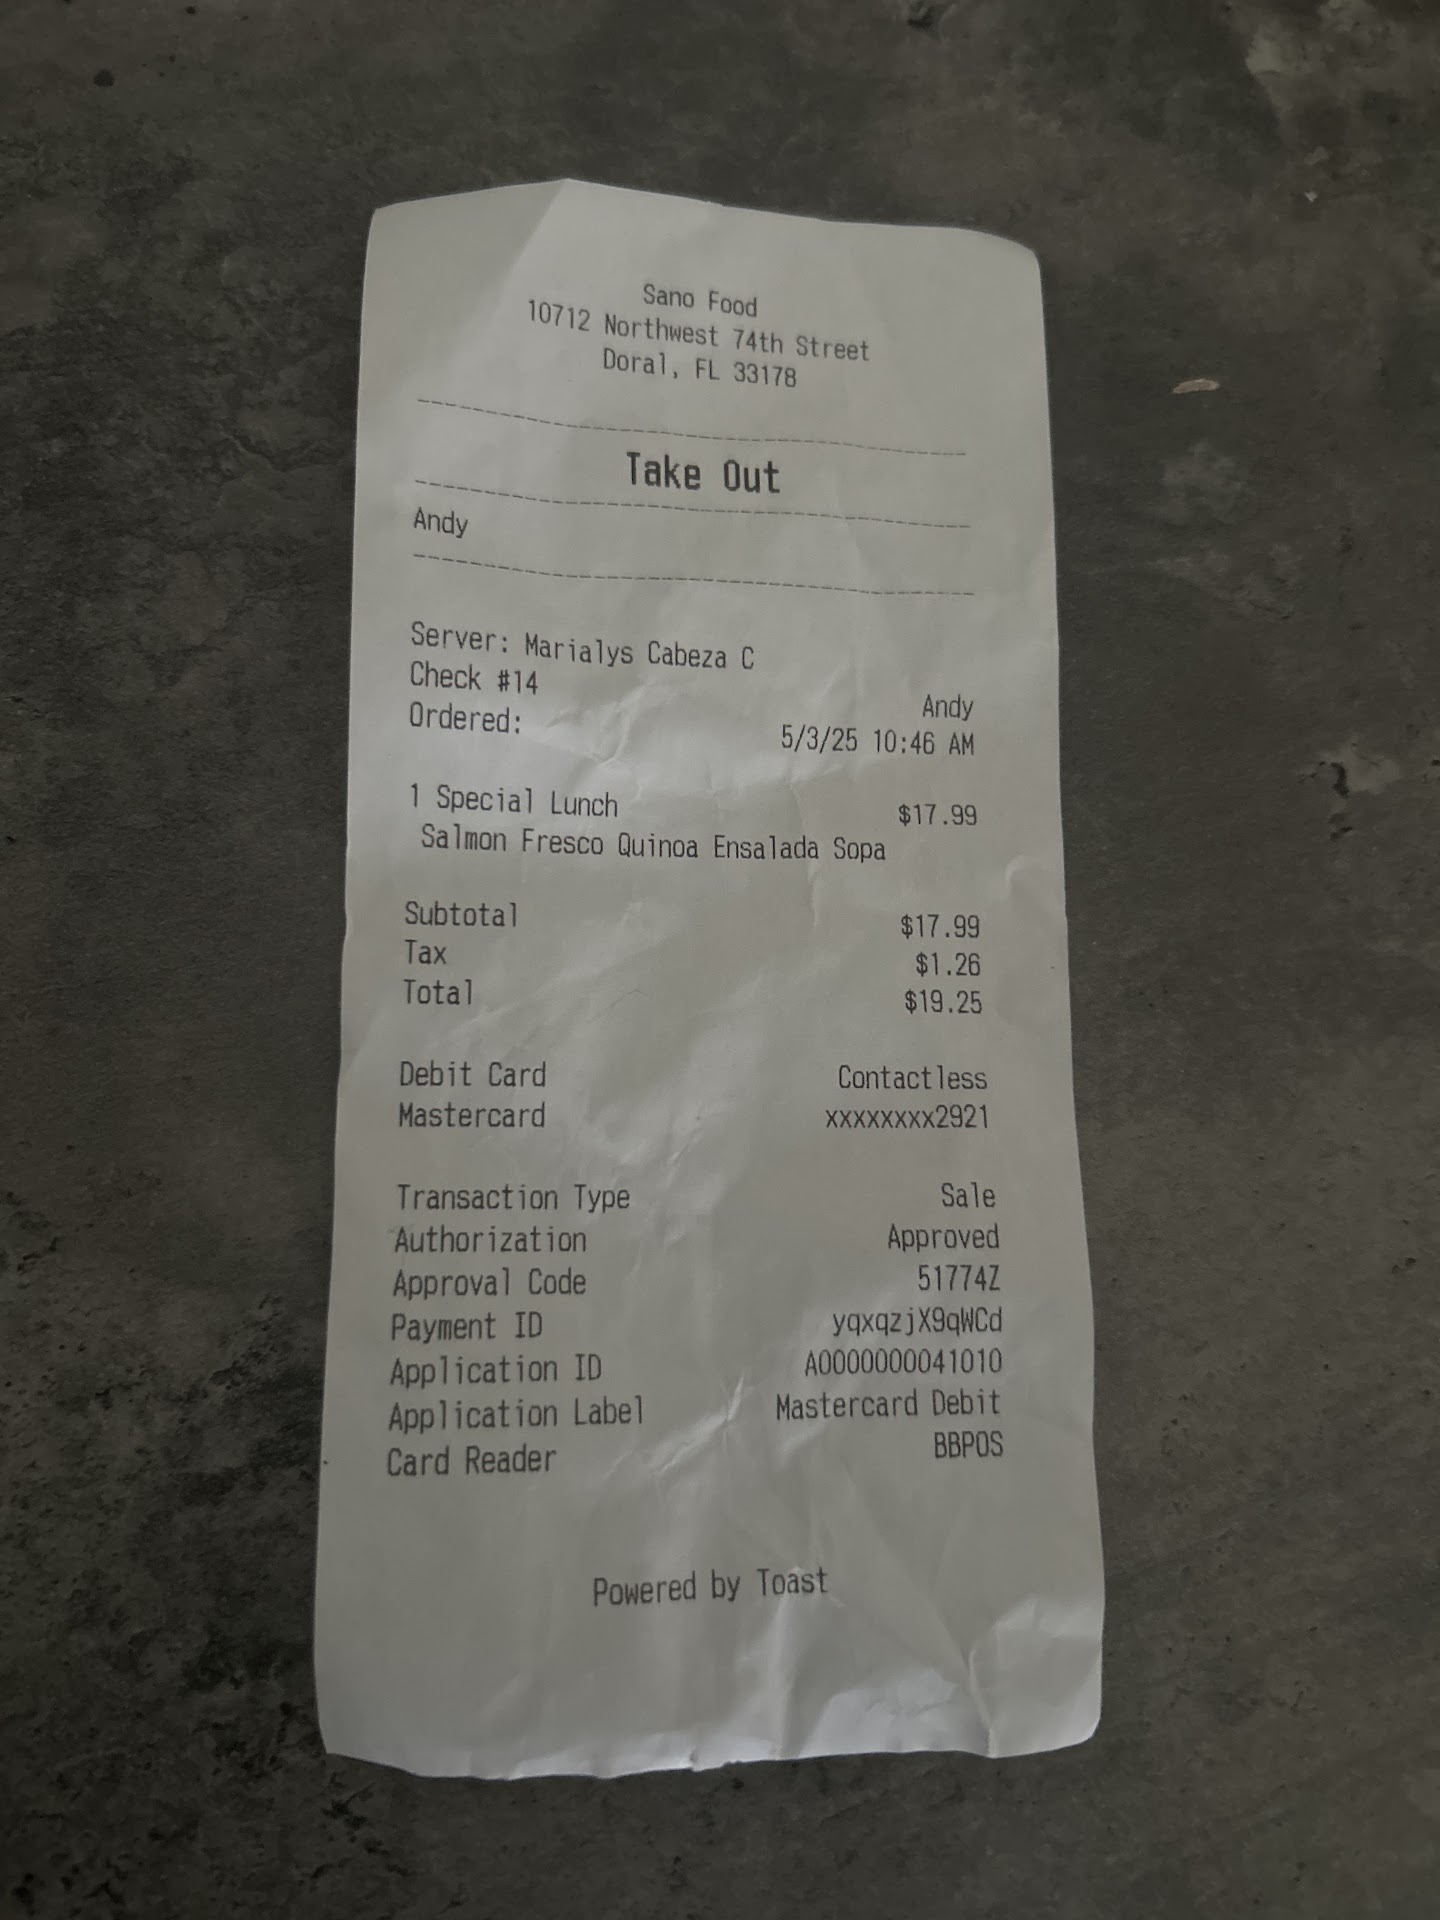 Sano Food
10712 Northwest 74th Street
Doral, FL 33178
Take Out
Andy
Server: Marialys Cabeza C
Check #14 Andy
Ordered: 5/3/25 10:46 AM
1 Special Lunch $17.99
Salmon Fresco Quinoa Ensalada Sopa
Subtotal $17.99
Tax $1.26
Total $19.25
Debit Card Contactless
Mastercard xxxxxxxx2921
Transaction Type Sale
Authorization Approved
Approval Code 51774Z
Payment ID yqxqzjX9qWCd
Application ID A0000000041010
Application Label Mastercard Debit
Card Reader BBPOS
Powered by Toast